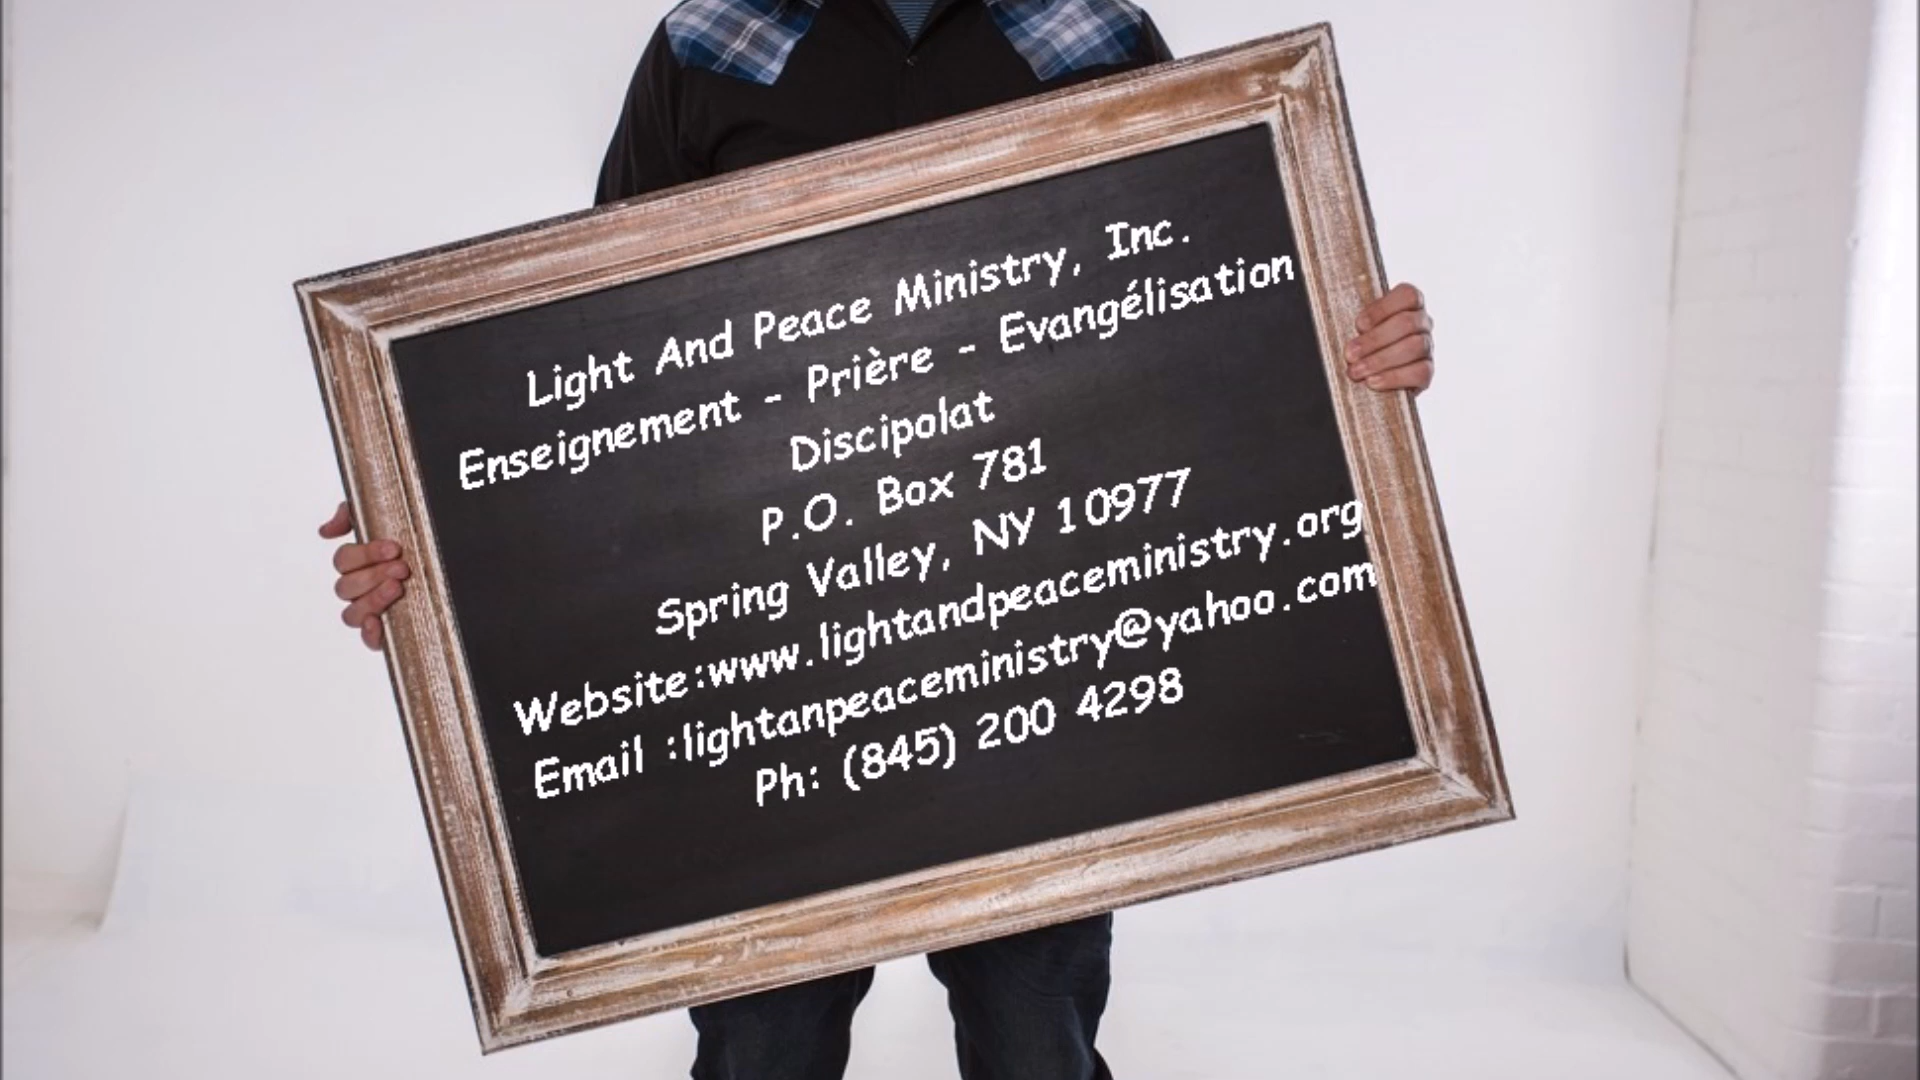 Light And Peace Ministry, Inc.
Enseignement - Prière - Evangélisation
Discipolat
P.O. Box 781
Spring Valley, NY 10977
Website:www.lightandpeaceministry.org
Email :lightanpeaceministry@yahoo.com
Ph: (845) 200 4298